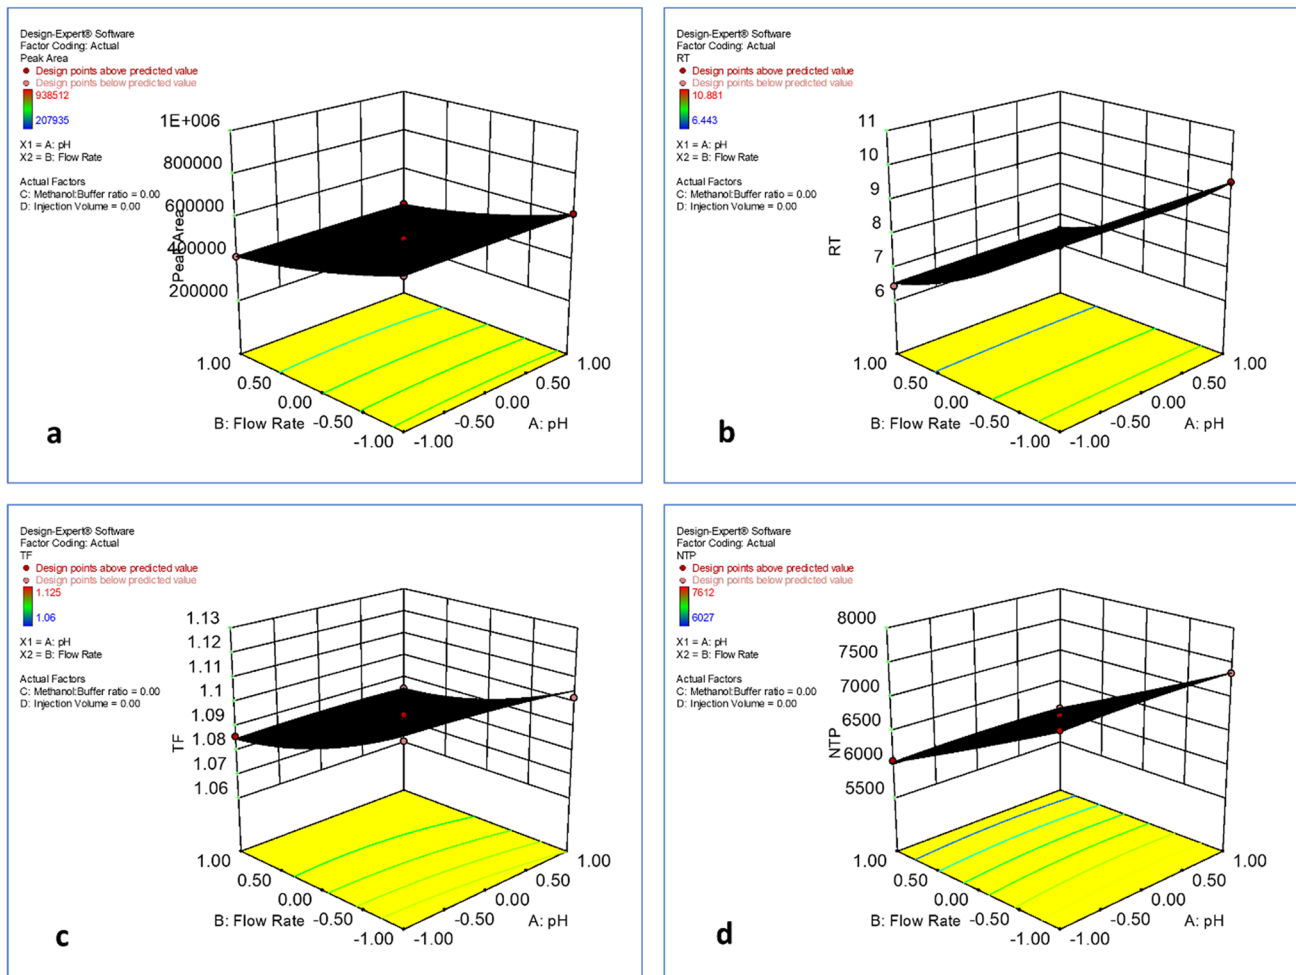 Design-Expert® Software
Factor Coding: Actual
Peak Area
Design points above predicted value
Design points below predicted value
938512
207935
X1 = A: pH
X2 = B: Flow Rate
Actual Factors
C: Methanol:Buffer ratio = 0.00
D: Injection Volume = 0.00
1E+006
800000
600000
400000
200000
Peak Area
1.00
0.50
0.00
-0.50
-1.00
B: Flow Rate
-1.00
-0.50
0.00
0.50
1.00
A: pH
a
Design-Expert® Software
Factor Coding: Actual
RT
Design points above predicted value
Design points below predicted value
10.881
6.443
X1 = A: pH
X2 = B: Flow Rate
Actual Factors
C: Methanol:Buffer ratio = 0.00
D: Injection Volume = 0.00
11
10
9
8
7
6
RT
1.00
0.50
0.00
-0.50
-1.00
B: Flow Rate
-1.00
-0.50
0.00
0.50
1.00
A: pH
b
Design-Expert® Software
Factor Coding: Actual
TF
Design points above predicted value
Design points below predicted value
1.125
1.06
X1 = A: pH
X2 = B: Flow Rate
Actual Factors
C: Methanol:Buffer ratio = 0.00
D: Injection Volume = 0.00
1.13
1.12
1.11
1.1
1.09
1.08
1.07
1.06
TF
1.00
0.50
0.00
-0.50
-1.00
B: Flow Rate
-1.00
-0.50
0.00
0.50
1.00
A: pH
c
Design-Expert® Software
Factor Coding: Actual
NTP
Design points above predicted value
Design points below predicted value
7612
6027
X1 = A: pH
X2 = B: Flow Rate
Actual Factors
C: Methanol:Buffer ratio = 0.00
D: Injection Volume = 0.00
8000
7500
7000
6500
6000
5500
NTP
1.00
0.50
0.00
-0.50
-1.00
B: Flow Rate
-1.00
-0.50
0.00
0.50
1.00
A: pH
d